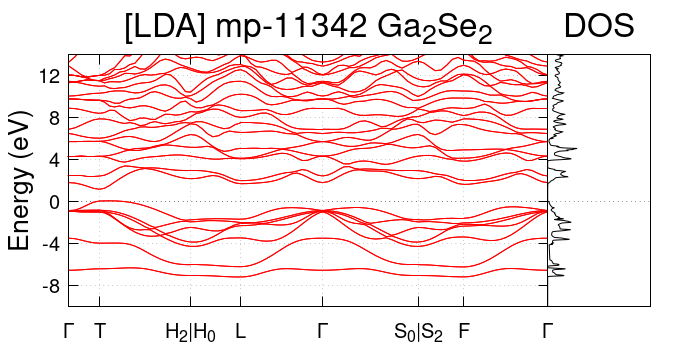 [LDA] mp-11342 Ga₂Se₂
DOS
Energy (eV)
12
8
4
0
-4
-8
Γ T H₂|H₀ L Γ S₀|S₂ F Γ